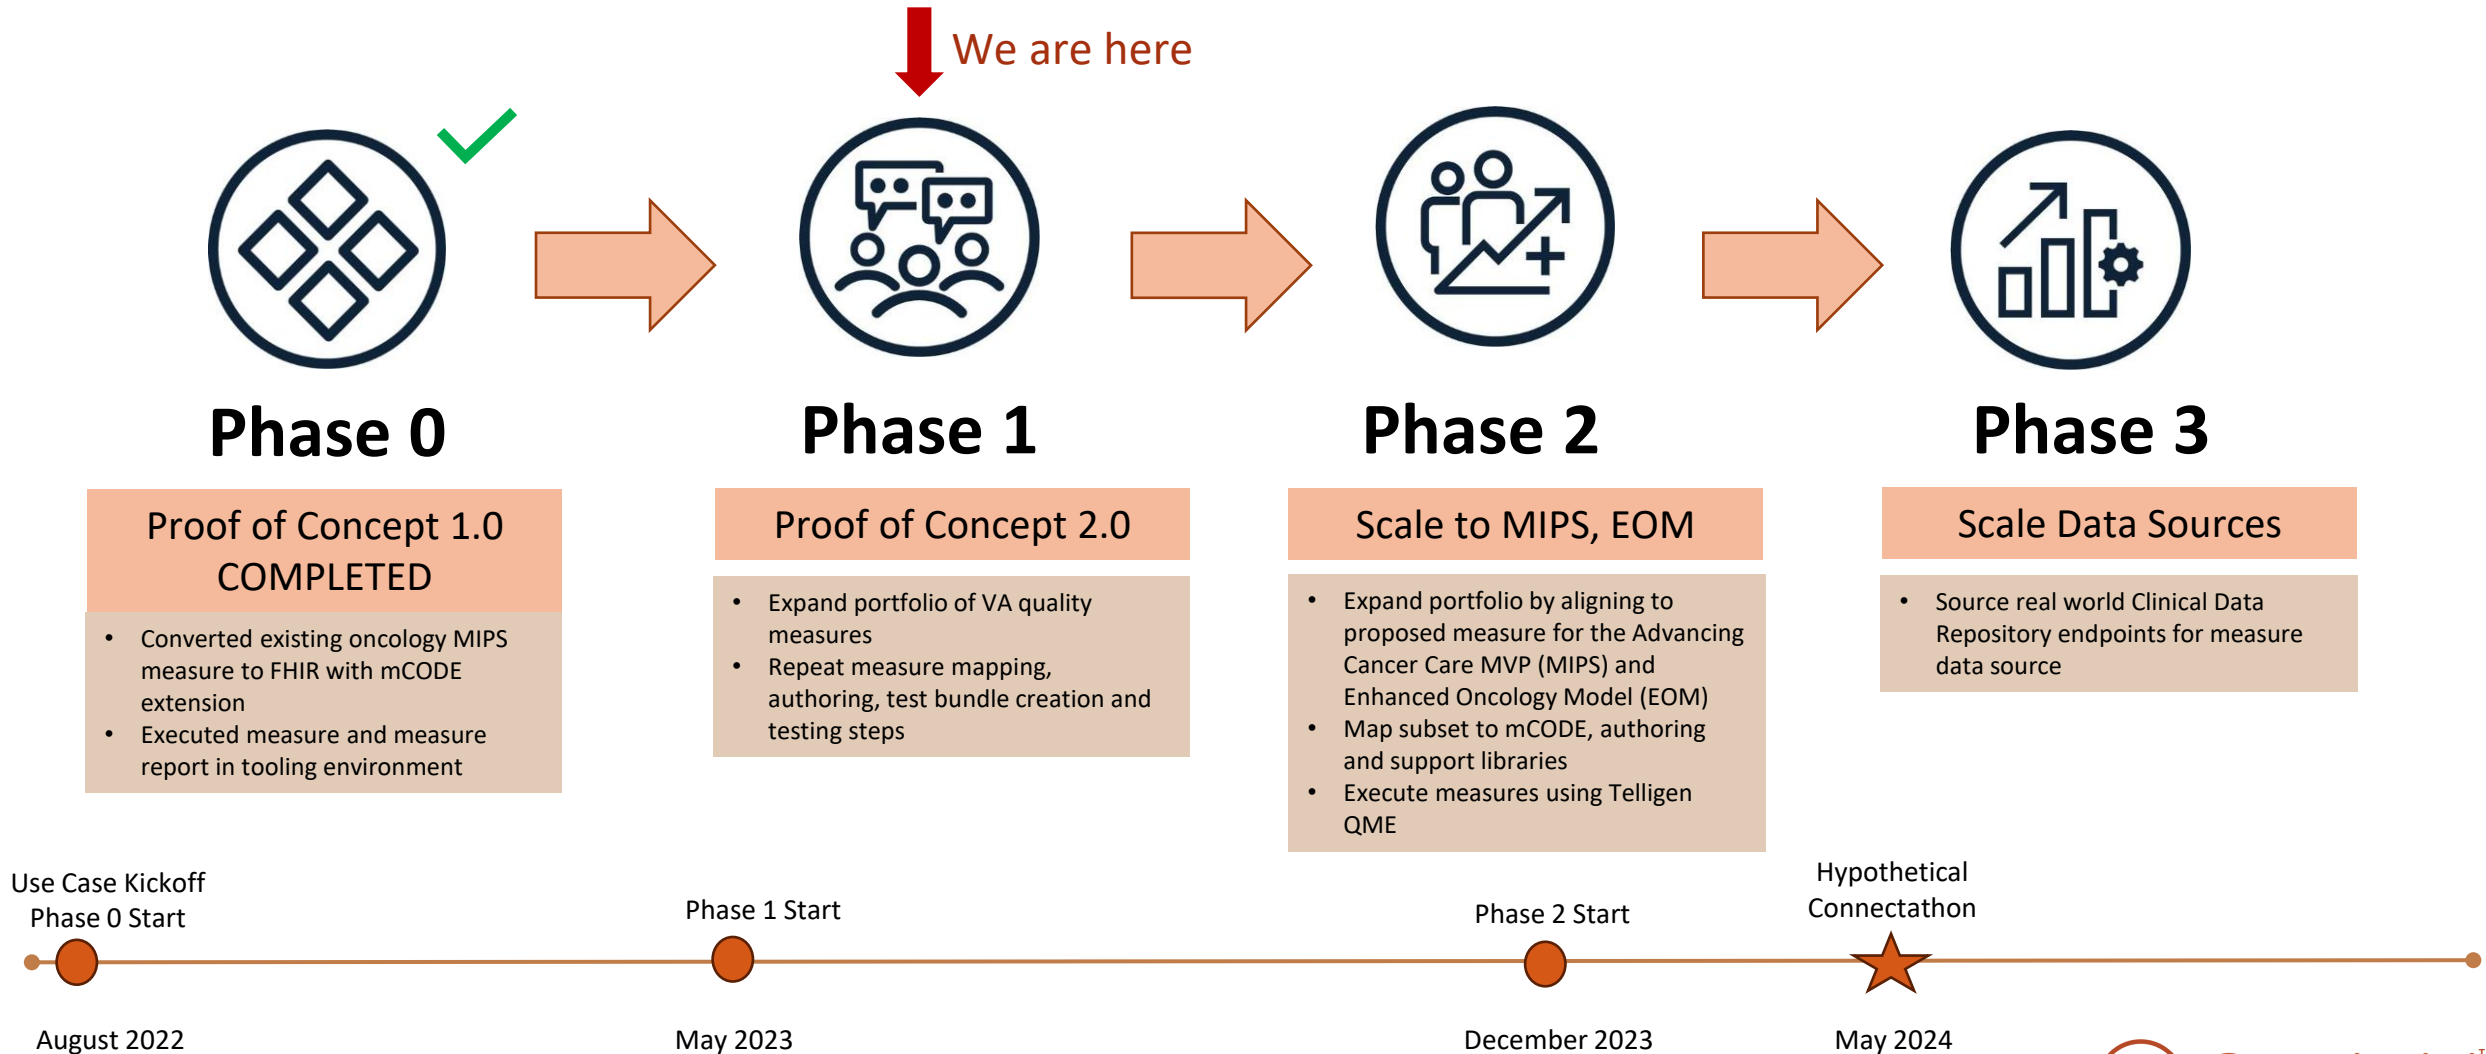 We are here
Phase 0
Proof of Concept 1.0
COMPLETED
• Converted existing oncology MIPS
measure to FHIR with mCODE
extension
• Executed measure and measure
report in tooling environment
Phase 1
Proof of Concept 2.0
• Expand portfolio of VA quality
measures
• Repeat measure mapping,
authoring, test bundle creation and
testing steps
Phase 2
Scale to MIPS, EOM
• Expand portfolio by aligning to
proposed measure for the Advancing
Cancer Care MVP (MIPS) and
Enhanced Oncology Model (EOM)
• Map subset to mCODE, authoring
and support libraries
• Execute measures using Telligen
QME
Phase 3
Scale Data Sources
• Source real world Clinical Data
Repository endpoints for measure
data source
Use Case Kickoff
Phase 0 Start
Phase 1 Start
Phase 2 Start
Hypothetical
Connectathon
August 2022
May 2023
December 2023
May 2024